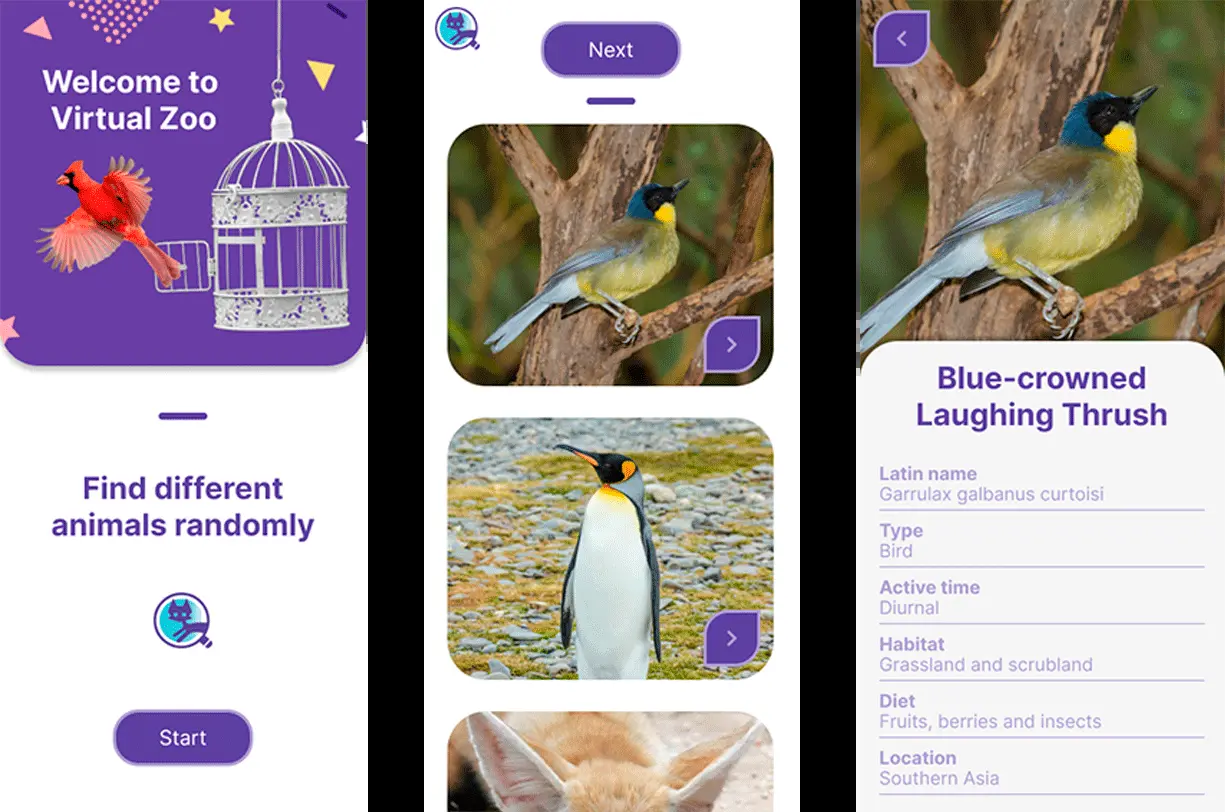 Welcome to
Virtual Zoo
Find different
animals randomly
Start
Next
Blue-crowned
Laughing Thrush
Latin name
Garrulax galbanus curtoisi
Type
Bird
Active time
Diurnal
Habitat
Grassland and scrubland
Diet
Fruits, berries and insects
Location
Southern Asia